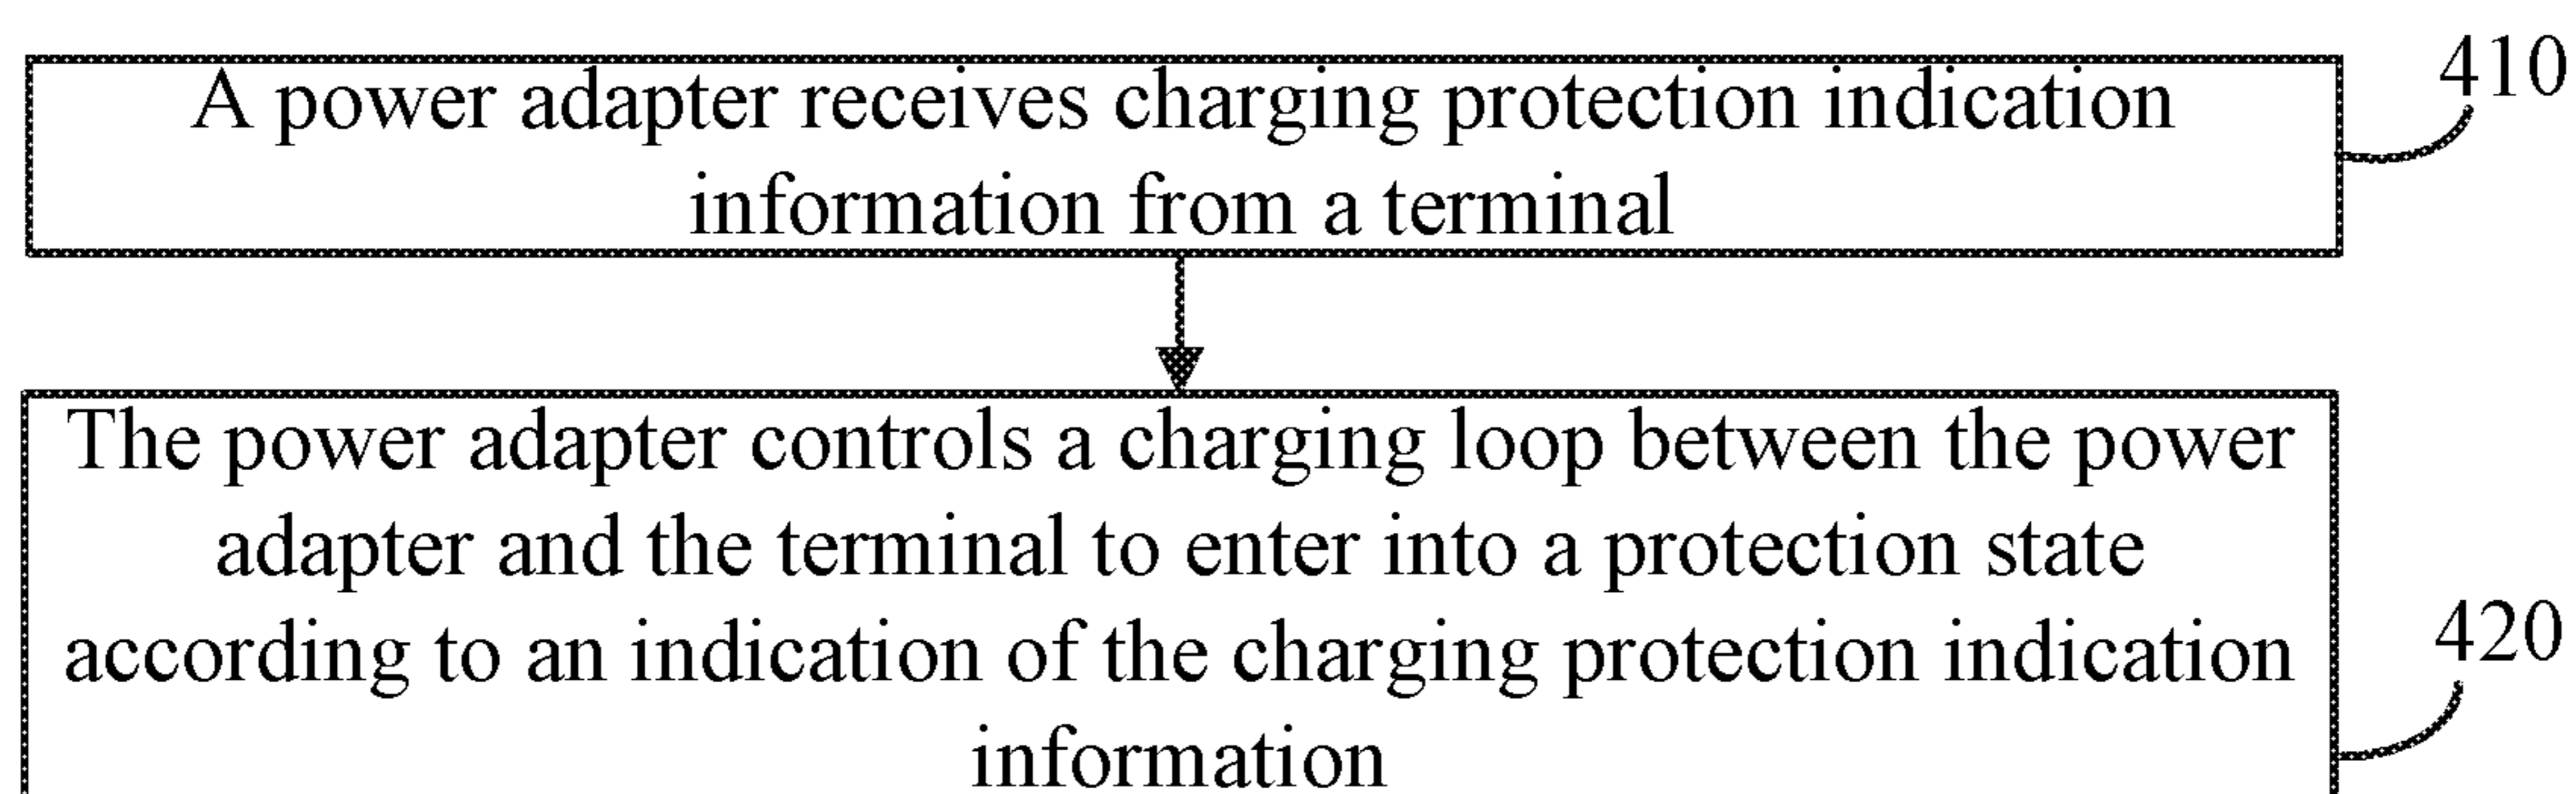 A power adapter receives charging protection indication
information from a terminal
410
The power adapter controls a charging loop between the power
adapter and the terminal to enter into a protection state
according to an indication of the charging protection indication
information
420